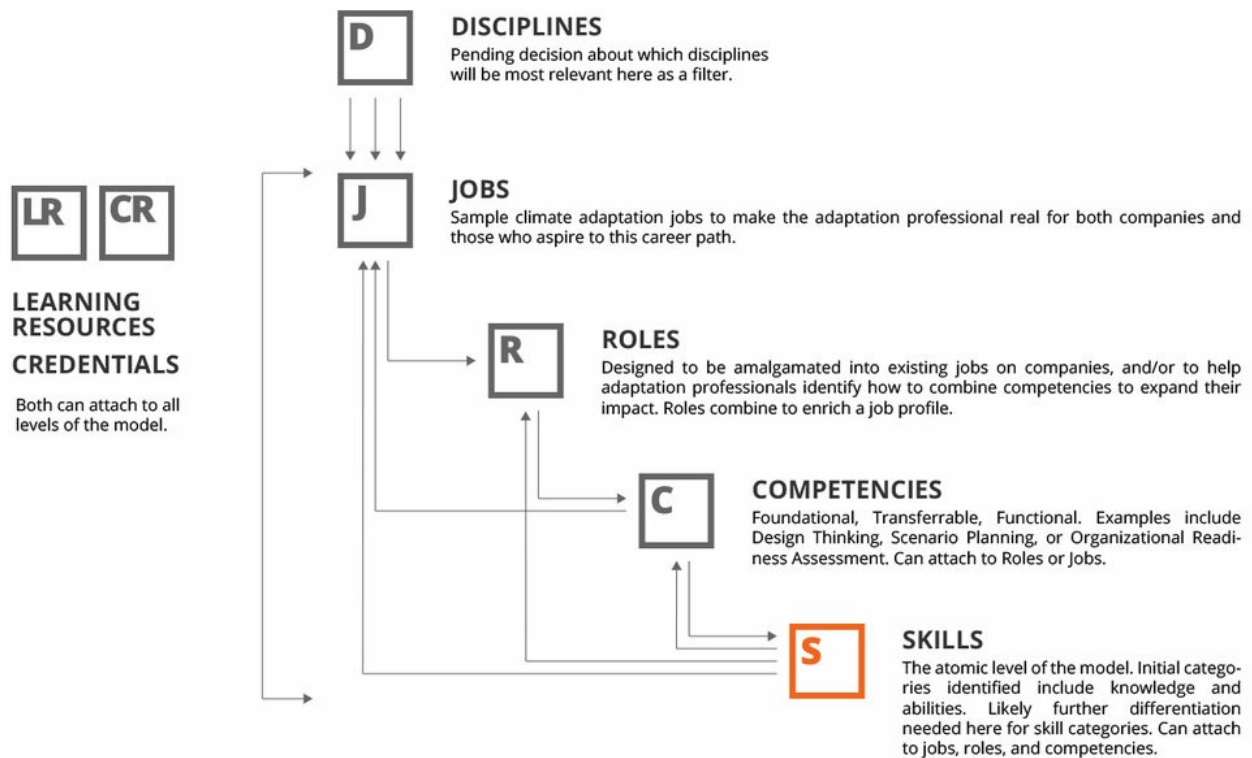 D
DISCIPLINES
Pending decision about which disciplines
will be most relevant here as a filter.
LR CR
LEARNING
RESOURCES
CREDENTIALS
Both can attach to all
levels of the model.
J
JOBS
Sample climate adaptation jobs to make the adaptation professional real for both companies and
those who aspire to this career path.
R
ROLES
Designed to be amalgamated into existing jobs on companies, and/or to help
adaptation professionals identify how to combine competencies to expand their
impact. Roles combine to enrich a job profile.
C
COMPETENCIES
Foundational, Transferrable, Functional. Examples include
Design Thinking, Scenario Planning, or Organizational Readi-
ness Assessment. Can attach to Roles or Jobs.
S
SKILLS
The atomic level of the model. Initial catego-
ries identified include knowledge and
abilities. Likely further differentiation
needed here for skill categories. Can attach
to jobs, roles, and competencies.